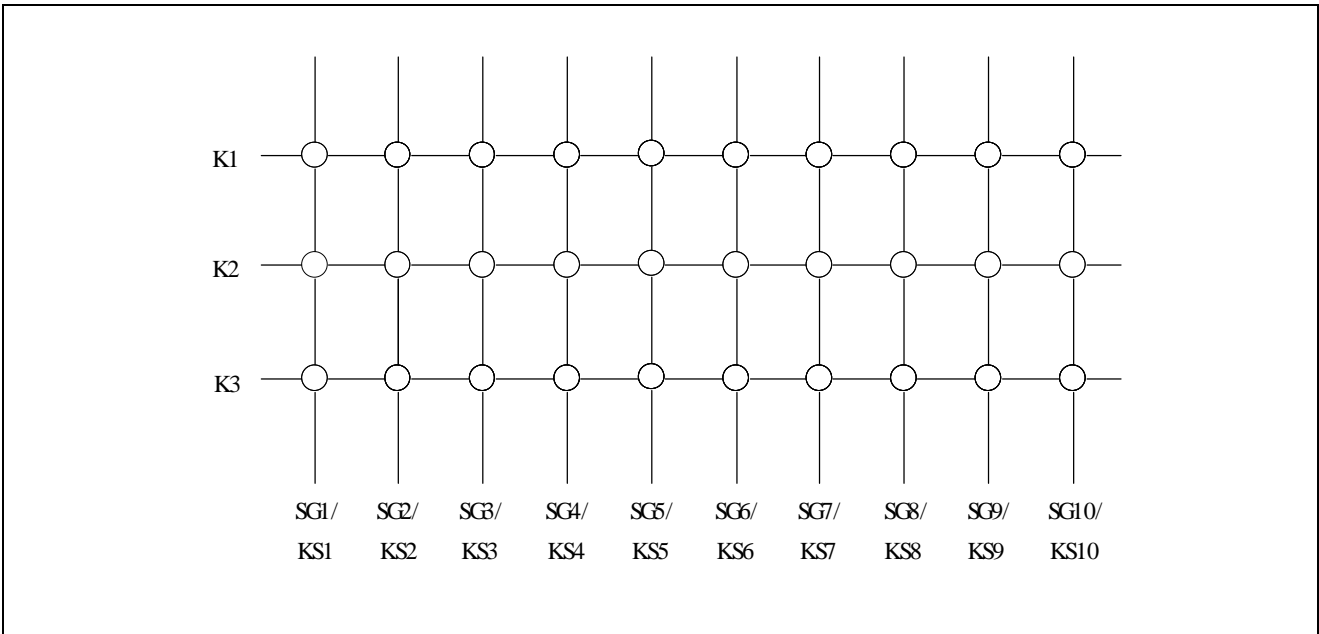 K1
K2
K3
SG1/ SG2/ SG3/ SG4/ SG5/ SG6/ SG7/ SG8/ SG9/ SG10/
KS1 KS2 KS3 KS4 KS5 KS6 KS7 KS8 KS9 KS10